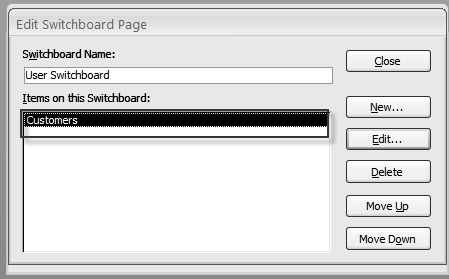 Edit Switchboard Page
Switchboard Name:
Close
User Switchboard
Items on this Switchboard:
New...
Customers
Edit...
Delete
Move Up
Move Down